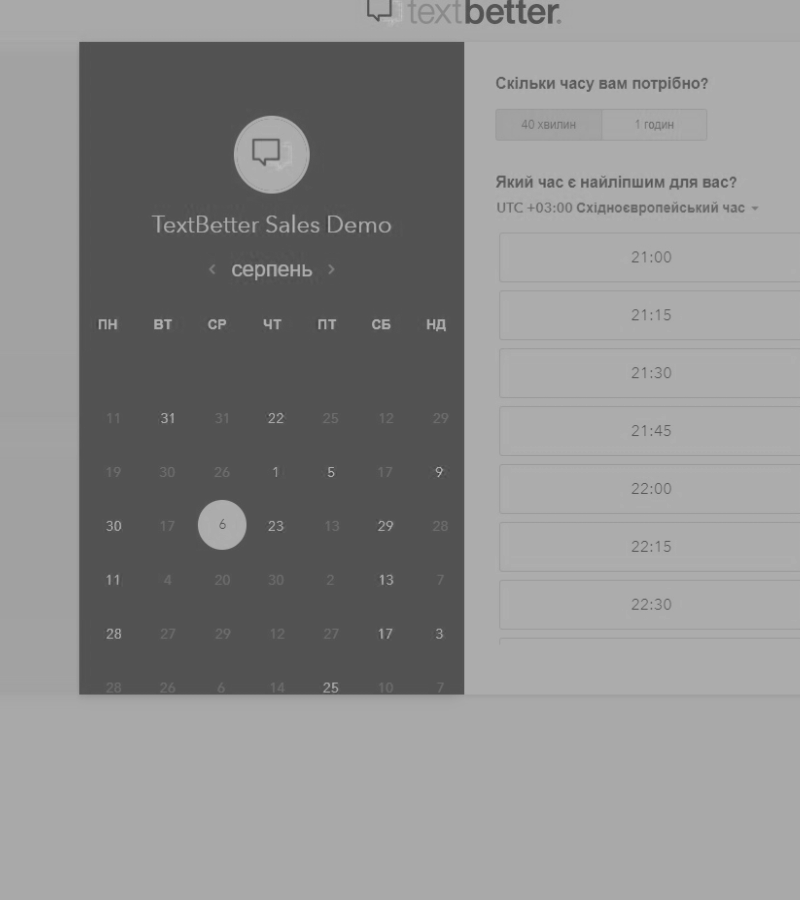 textbetter.
TextBetter Sales Demo
‹ серпень ›
ПН ВТ СР ЧТ ПТ СБ НД
11 31 31 22 25 12 29
19 30 26 1 5 17 9
30 17 6 23 13 29 28
11 4 20 30 2 13 7
28 27 29 12 27 17 3
28 26 6 14 25 10 7
Скільки часу вам потрібно?
40 хвилин 1 годин
Який час є найліпшим для вас?
UTC +03:00 Східноєвропейський час
21:00
21:15
21:30
21:45
22:00
22:15
22:30